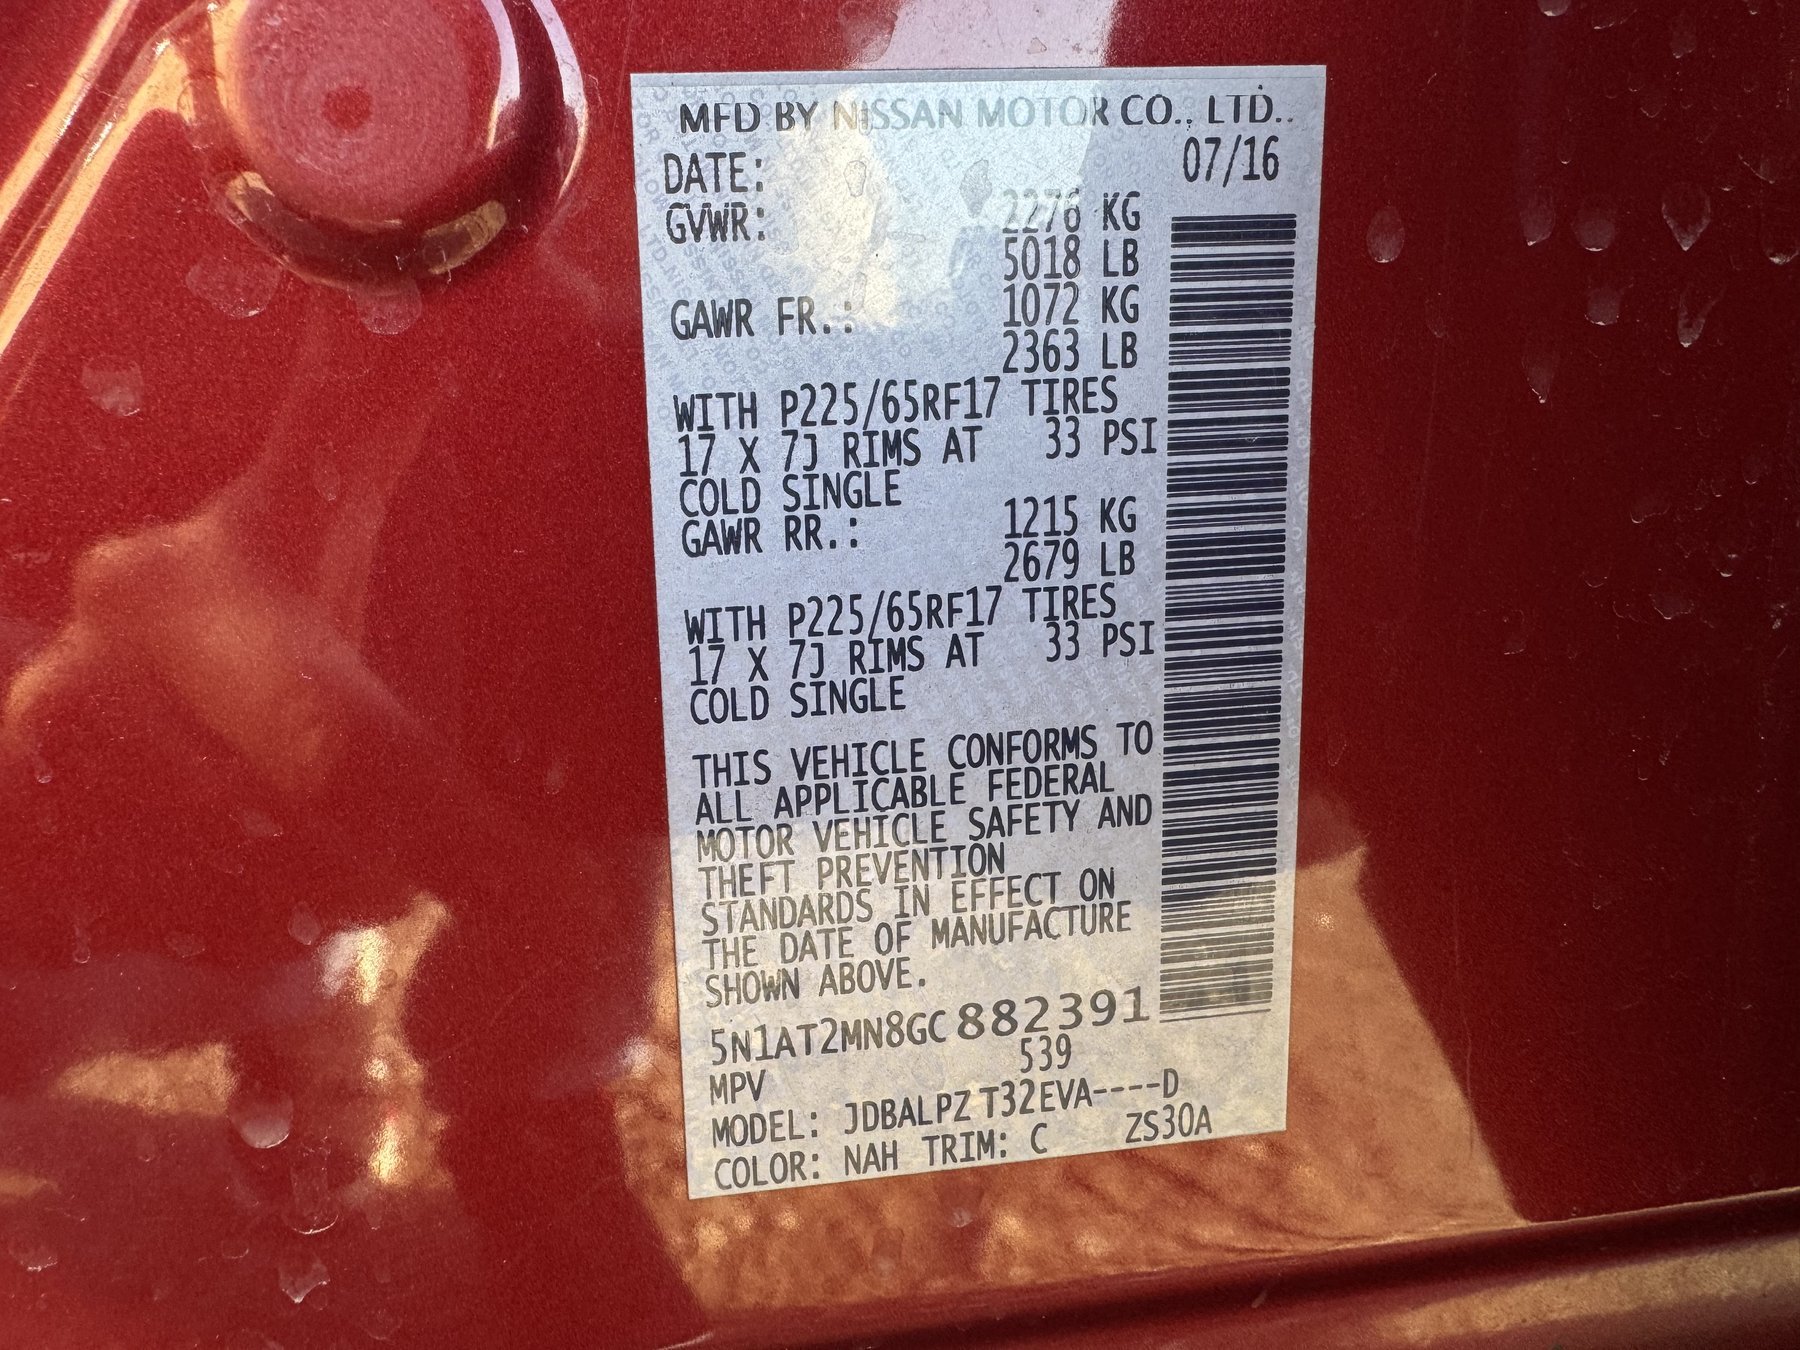 MFD BY NISSAN MOTOR CO., LTD..
DATE: 07/16
GVWR: 2276 KG
5018 LB
GAWR FR.: 1072 KG
2363 LB
WITH P225/65RF17 TIRES
17 X 7J RIMS AT 33 PSI
COLD SINGLE
GAWR RR.: 1215 KG
2679 LB
WITH P225/65RF17 TIRES
17 X 7J RIMS AT 33 PSI
COLD SINGLE
THIS VEHICLE CONFORMS TO
ALL APPLICABLE FEDERAL
MOTOR VEHICLE SAFETY AND
THEFT PREVENTION
STANDARDS IN EFFECT ON
THE DATE OF MANUFACTURE
SHOWN ABOVE.
5N1AT2MN8GC882391
MPV 539
MODEL: JDBALPZ T32EVA----D
COLOR: NAH TRIM: C ZS30A